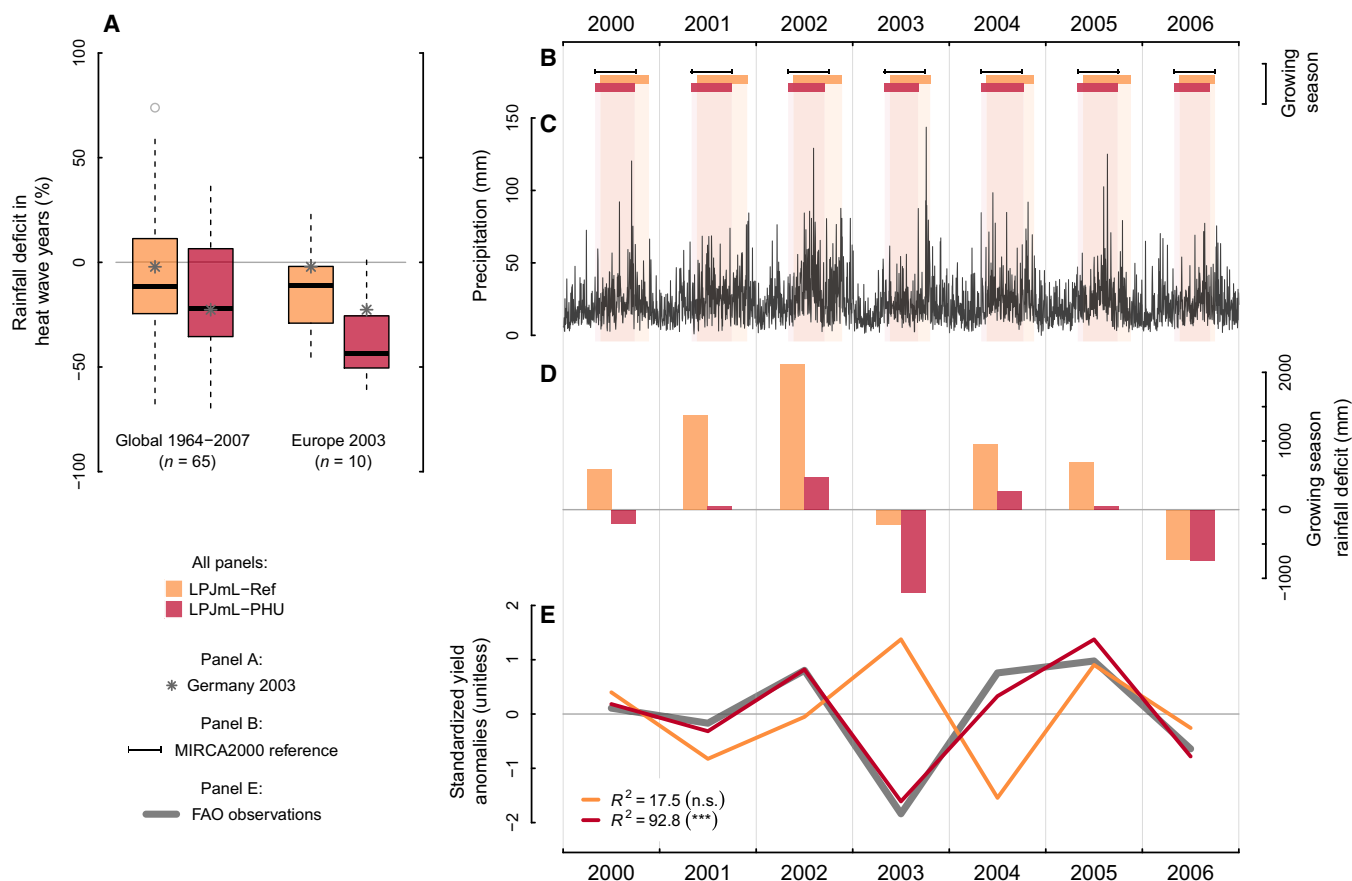 A
Rainfall deficit in
heat wave years (%)
100
50
0
−50
−100
Global 1964−2007
(n = 65)
Europe 2003
(n = 10)
All panels:
LPJmL−Ref
LPJmL−PHU
Panel A:
Germany 2003
Panel B:
MIRCA2000 reference
Panel E:
FAO observations
2000 2001 2002 2003 2004 2005 2006
B
Growing
season
C
Precipitation (mm)
150
100
50
0
D
Growing season
rainfall deficit (mm)
2000
1000
0
−1000
E
Standardized yield
anomalies (unitless)
2
1
0
−1
−2
R² = 17.5 (n.s.)
R² = 92.8 (***)
2000 2001 2002 2003 2004 2005 2006